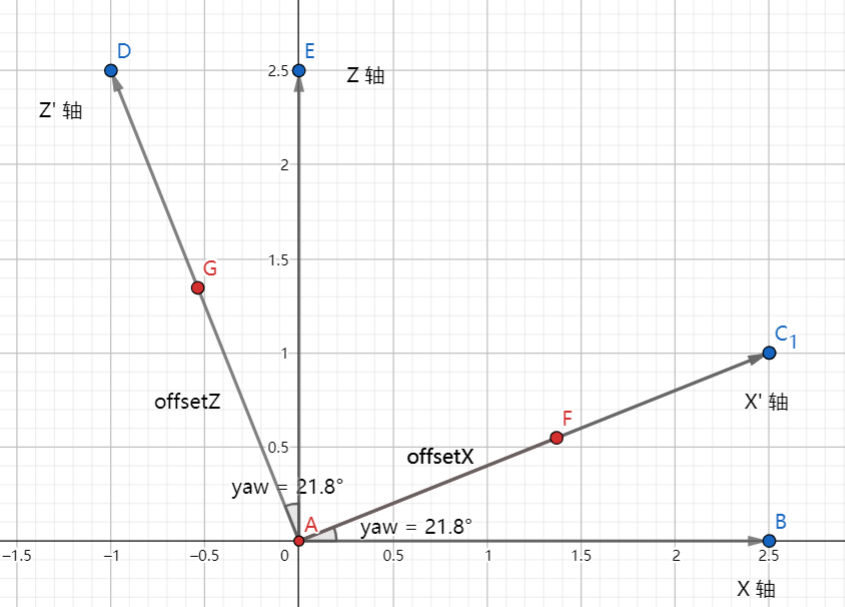 D
E
2.5
Z 轴
Z' 轴
2
G
1.5
C1
1
offsetZ
X' 轴
F
0.5
offsetX
yaw = 21.8°
A
yaw = 21.8°
B
−1.5
−1
−0.5
0
0.5
1
1.5
2
2.5
X 轴